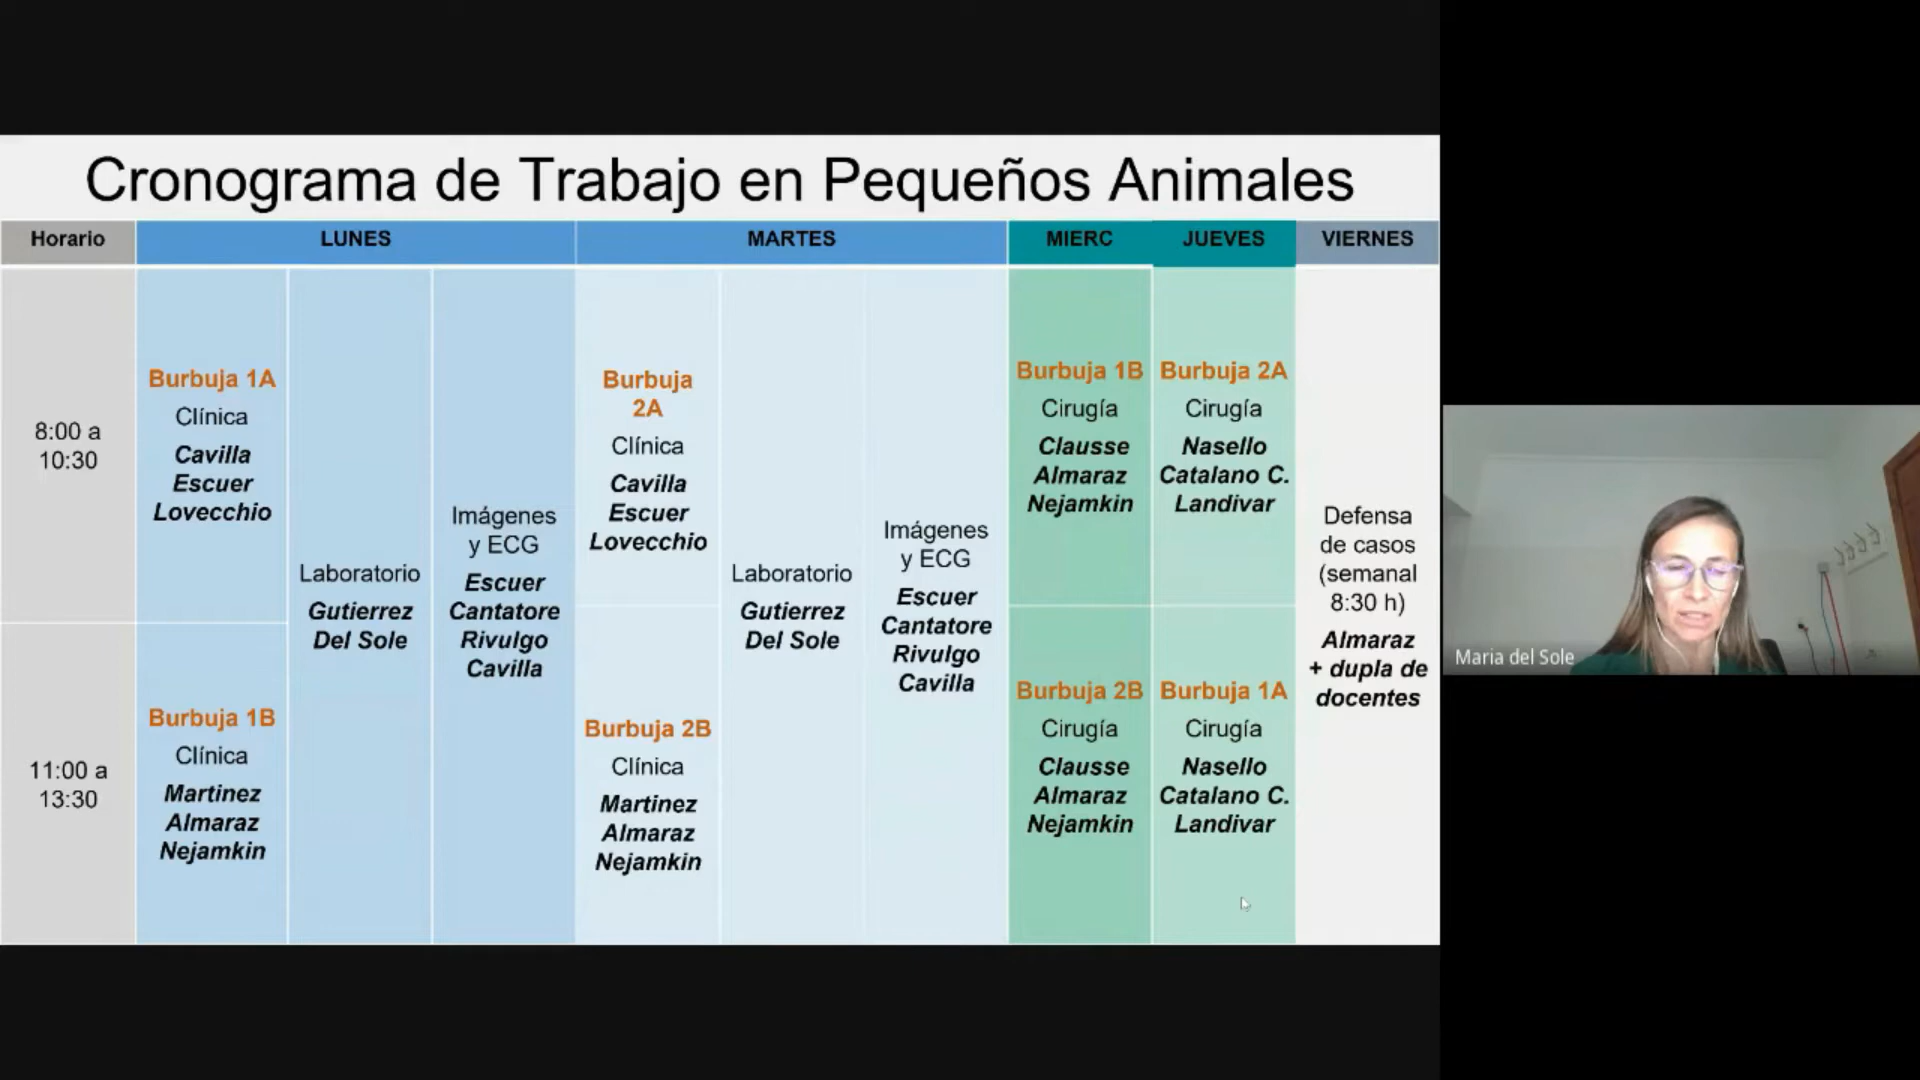 Cronograma de Trabajo en Pequeños Animales
Horario
LUNES
MARTES
MIERC
JUEVES
VIERNES
8:00 a
10:30
Burbuja 1A
Clínica
Cavilla
Escuer
Lovecchio
Laboratorio
Gutierrez
Del Sole
Imágenes
y ECG
Escuer
Cantatore
Rivulgo
Cavilla
Burbuja
2A
Clínica
Cavilla
Escuer
Lovecchio
Laboratorio
Gutierrez
Del Sole
Imágenes
y ECG
Escuer
Cantatore
Rivulgo
Cavilla
Burbuja 1B
Cirugía
Clausse
Almaraz
Nejamkin
Burbuja 2A
Cirugía
Nasello
Catalano C.
Landivar
Defensa
de casos
(semanal
8:30 h)
Almaraz
+ dupla de
docentes
11:00 a
13:30
Burbuja 1B
Clínica
Martinez
Almaraz
Nejamkin
Burbuja 2B
Clínica
Martinez
Almaraz
Nejamkin
Burbuja 2B
Cirugía
Clausse
Almaraz
Nejamkin
Burbuja 1A
Cirugía
Nasello
Catalano C.
Landivar
Maria del Sole